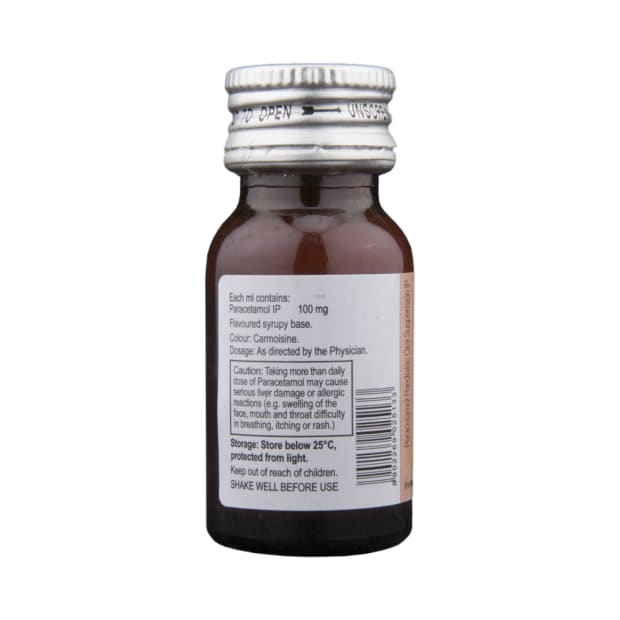 TO OPEN UNSCREW
Each ml contains:
Paracetamol IP 100 mg
Flavoured syrupy base.
Colour: Carmoisine.
Dosage: As directed by the Physician.
Caution: Taking more than daily
dose of Paracetamol may cause
serious liver damage or allergic
reactions (e.g. swelling of the
face, mouth and throat difficulty
in breathing, itching or rash.)
Storage: Store below 25°C,
protected from light.
Keep out of reach of children.
SHAKE WELL BEFORE USE
8902269025133
Paracetamol Paediatric Oral Suspension IP